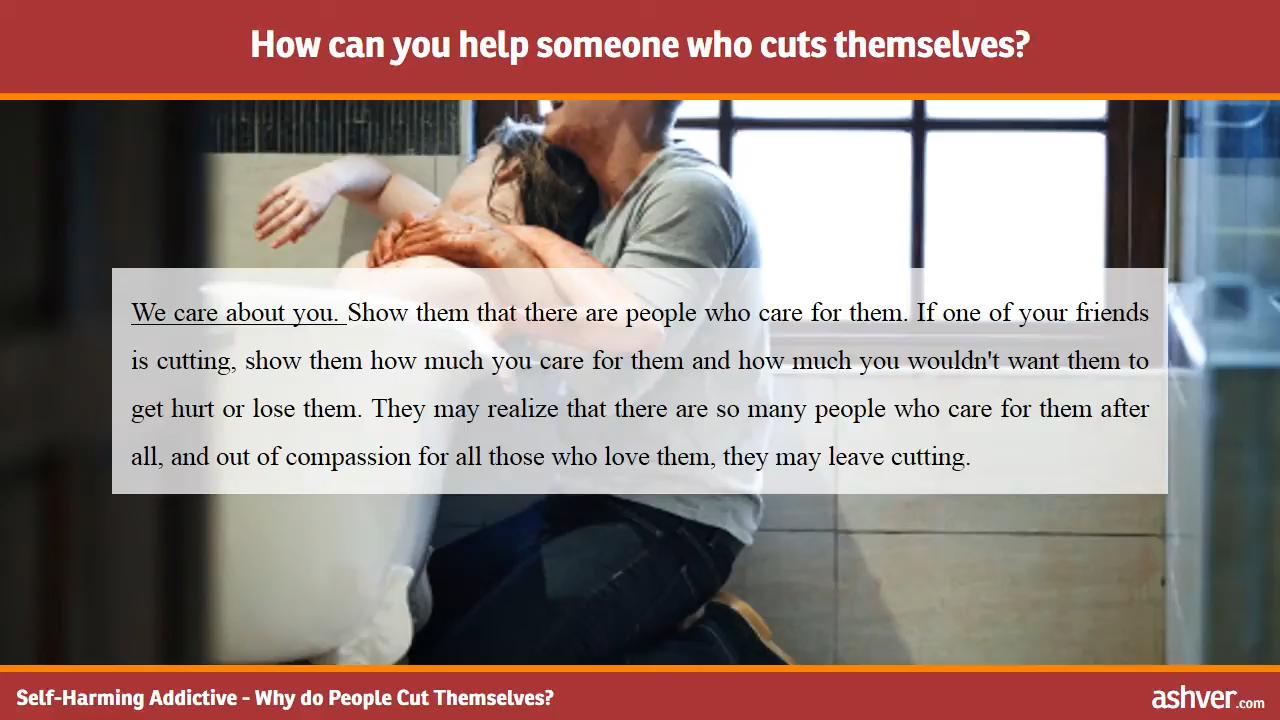 How can you help someone who cuts themselves?
We care about you. Show them that there are people who care for them. If one of your friends
is cutting, show them how much you care for them and how much you wouldn't want them to
get hurt or lose them. They may realize that there are so many people who care for them after
all, and out of compassion for all those who love them, they may leave cutting.
Self-Harming Addictive - Why do People Cut Themselves?
ashver.com